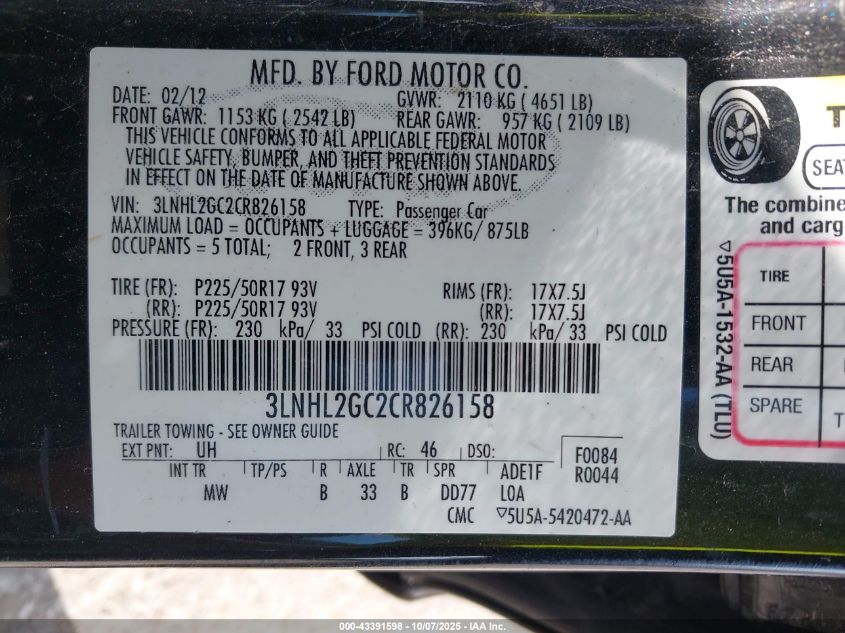 MFD. BY FORD MOTOR CO.
DATE: 02/12 GVWR: 2110 KG ( 4651 LB)
FRONT GAWR: 1153 KG ( 2542 LB) REAR GAWR: 957 KG ( 2109 LB)
THIS VEHICLE CONFORMS TO ALL APPLICABLE FEDERAL MOTOR
VEHICLE SAFETY, BUMPER, AND THEFT PREVENTION STANDARDS
IN EFFECT ON THE DATE OF MANUFACTURE SHOWN ABOVE.
VIN: 3LNHL2GC2CR826158 TYPE: Passenger Car
MAXIMUM LOAD = OCCUPANTS + LUGGAGE = 396KG/ 875LB
OCCUPANTS = 5 TOTAL; 2 FRONT, 3 REAR
TIRE (FR): P225/50R17 93V RIMS (FR): 17X7.5J
(RR): P225/50R17 93V (RR): 17X7.5J
PRESSURE (FR): 230 kPa/ 33 PSI COLD (RR): 230 kPa/ 33 PSI COLD
3LNHL2GC2CR826158
TRAILER TOWING - SEE OWNER GUIDE
EXT PNT: UH RC: 46 DSO: F0084
R0044
INT TR TP/PS R AXLE TR SPR ADE1F
MW B 33 B DD77 LOA
CMC ▽5U5A-5420472-AA
T
SEAT
The combine
and carg
▽5U5A-1532-AA (TLU)
TIRE
FRONT
REAR
SPARE T
000-43391598 - 10/07/2025 - IAA Inc.